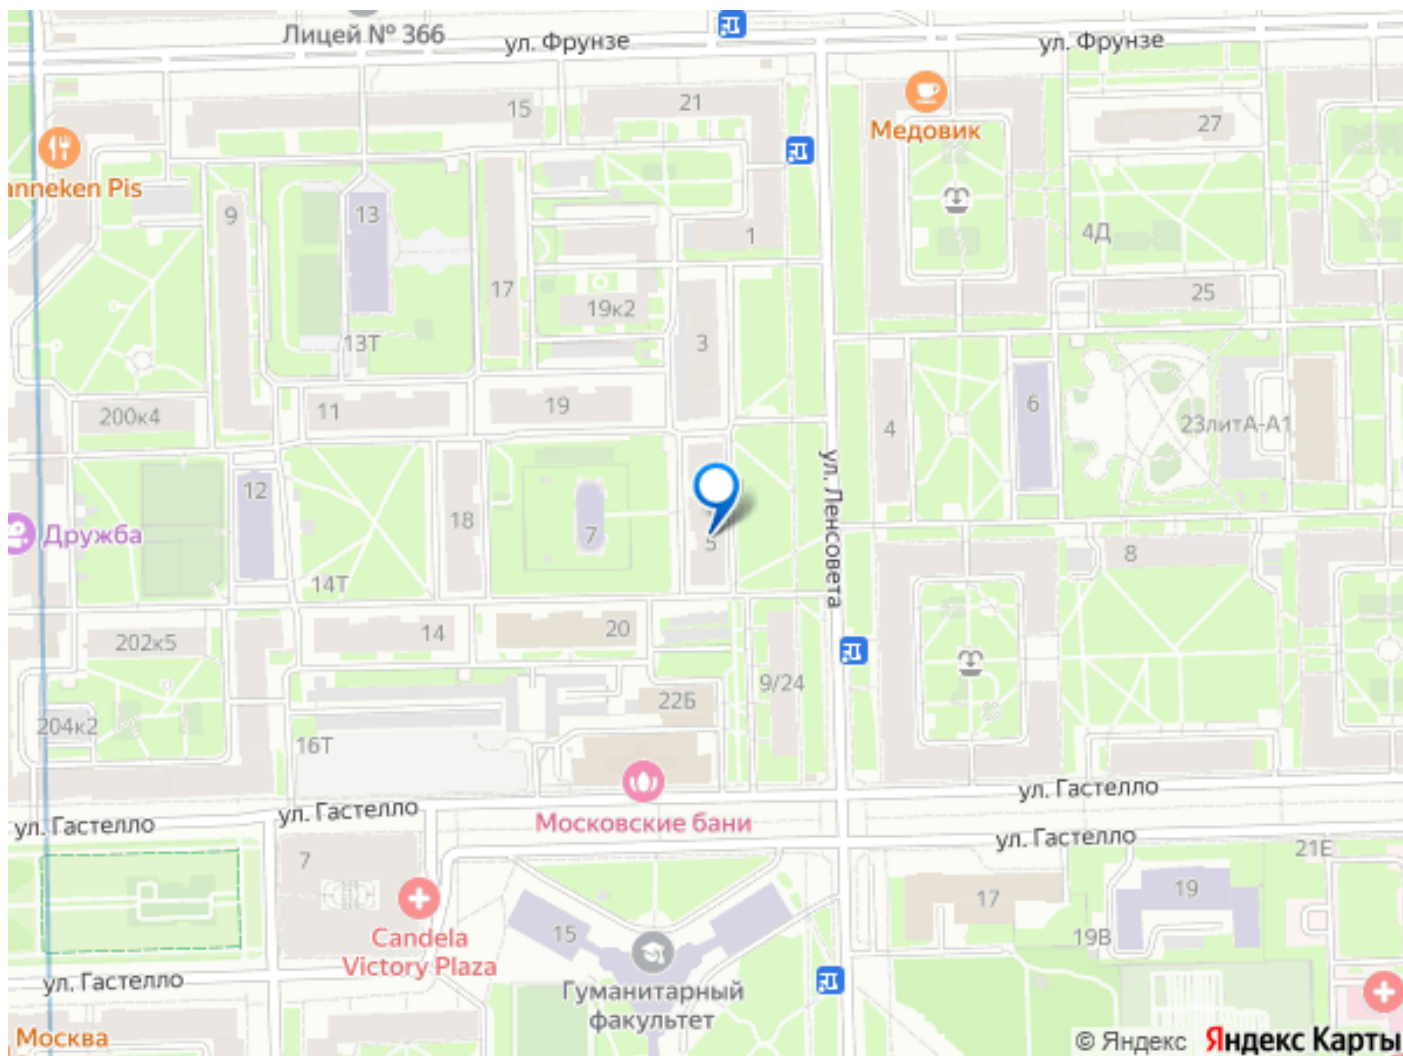 Лицей № 366
ул. Фрунзе
ул. Фрунзе
15
21
Медовик
27
anneken Pis
9
13
1
4Д
17
19к2
25
13Т
3
200к4
11
19
4
6
23литА-А1
ул. Ленсовета
12
18
7
5
Дружба
8
14Т
202к5
14
20
9/24
22Б
204к2
16Т
ул. Гастелло
ул. Гастелло
ул. Гастелло
Московские бани
ул. Гастелло
7
21Е
17
19
15
19В
Candela
Victory Plaza
ул. Гастелло
Гуманитарный
факультет
Москва
© Яндекс Яндекс Карты